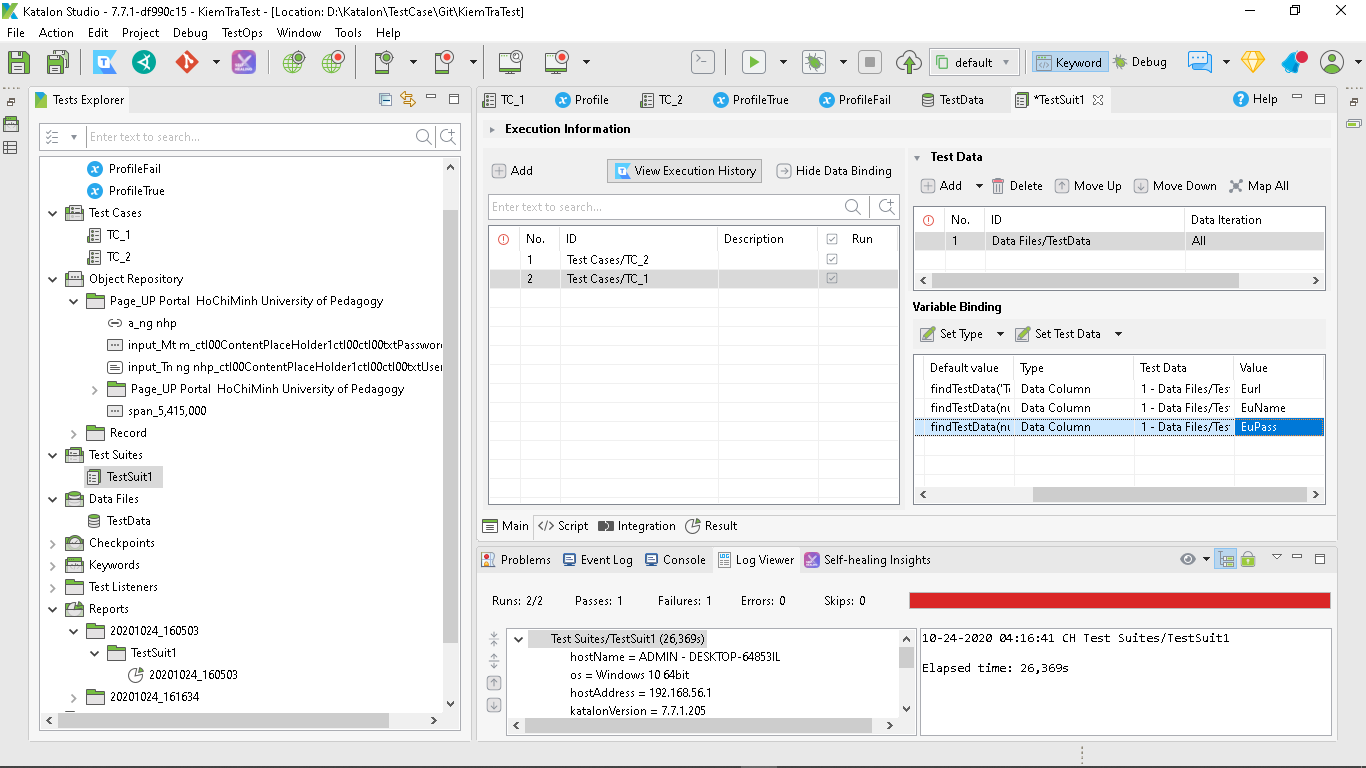 Katalon Studio - 7.7.1-df990c15 - KiemTraTest - [Location: D:\Katalon\TestCase\Git\KiemTraTest]
File Action Edit Project Debug TestOps Window Tools Help
default Keyword Debug
Tests Explorer
Enter text to search...
ProfileFail
ProfileTrue
Test Cases
TC_1
TC_2
Object Repository
Page_UP Portal HoChiMinh University of Pedagogy
a_ng nhp
input_Mt m_ctl00ContentPlaceHolder1ctl00ctl00txtPassword
input_Tn ng nhp_ctl00ContentPlaceHolder1ctl00ctl00txtUser
Page_UP Portal HoChiMinh University of Pedagogy
span_5,415,000
Record
Test Suites
TestSuit1
Data Files
TestData
Checkpoints
Keywords
Test Listeners
Reports
20201024_160503
TestSuit1
20201024_160503
20201024_161634
TC_1 Profile TC_2 ProfileTrue ProfileFail TestData *TestSuit1 Help
Execution Information
Add View Execution History Hide Data Binding
Enter text to search...
No. ID Description Run
1 Test Cases/TC_2
2 Test Cases/TC_1
Test Data
Add Delete Move Up Move Down Map All
No. ID Data Iteration
1 Data Files/TestData All
Variable Binding
Set Type Set Test Data
Default value Type Test Data Value
findTestData('T Data Column 1 - Data Files/Tes Eurl
findTestData(nu Data Column 1 - Data Files/Tes EuName
findTestData(nu Data Column 1 - Data Files/Tes EuPass
Main Script Integration Result
Problems Event Log Console Log Viewer Self-healing Insights
Runs: 2/2 Passes: 1 Failures: 1 Errors: 0 Skips: 0
Test Suites/TestSuit1 (26,369s)
hostName = ADMIN - DESKTOP-64853IL
os = Windows 10 64bit
hostAddress = 192.168.56.1
katalonVersion = 7.7.1.205
10-24-2020 04:16:41 CH Test Suites/TestSuit1
Elapsed time: 26,369s